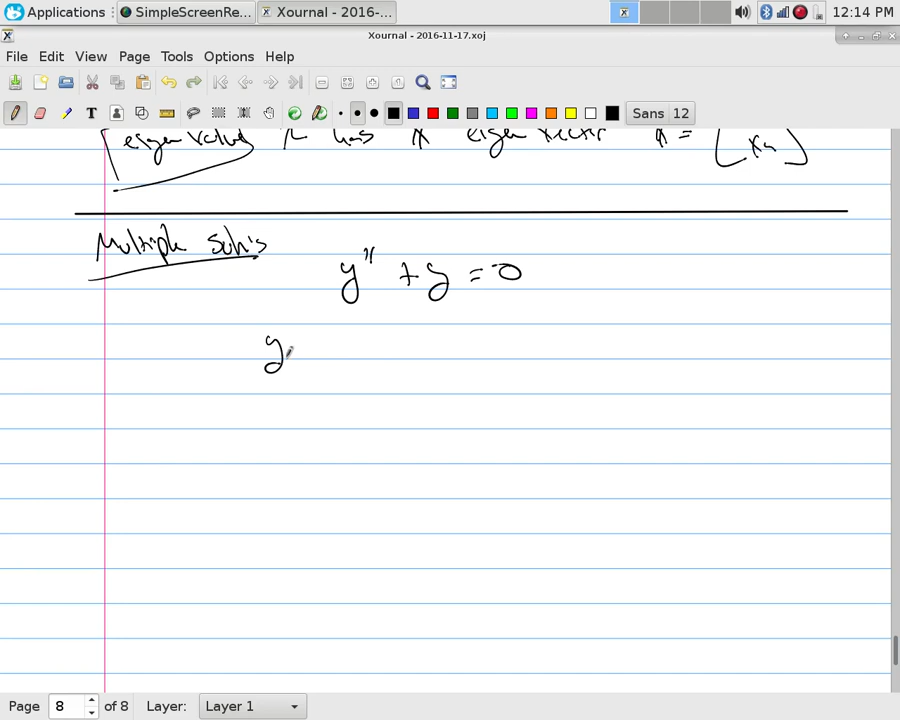 Applications SimpleScreenRe... Xournal - 2016-... 12:14 PM
Xournal - 2016-11-17.xoj
File Edit View Page Tools Options Help
T Sans 12
eigenvalue has eigenvector =
Multiple Soln's
y" + y = 0
y
Page 8 of 8 Layer: Layer 1